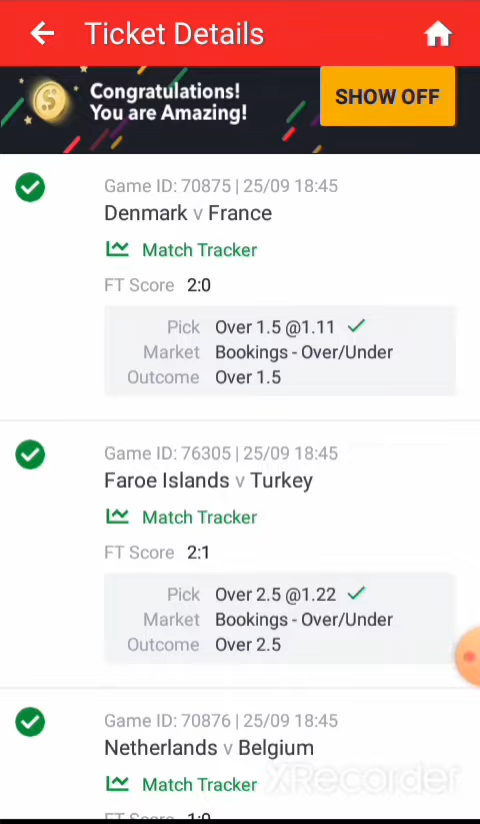 Ticket Details
Congratulations!
You are Amazing!
SHOW OFF
Game ID: 70875 | 25/09 18:45
Denmark v France
Match Tracker
FT Score 2:0
Pick Over 1.5 @1.11
Market Bookings - Over/Under
Outcome Over 1.5
Game ID: 76305 | 25/09 18:45
Faroe Islands v Turkey
Match Tracker
FT Score 2:1
Pick Over 2.5 @1.22
Market Bookings - Over/Under
Outcome Over 2.5
Game ID: 70876 | 25/09 18:45
Netherlands v Belgium
Match Tracker
XRecorder
FT Score 1:0